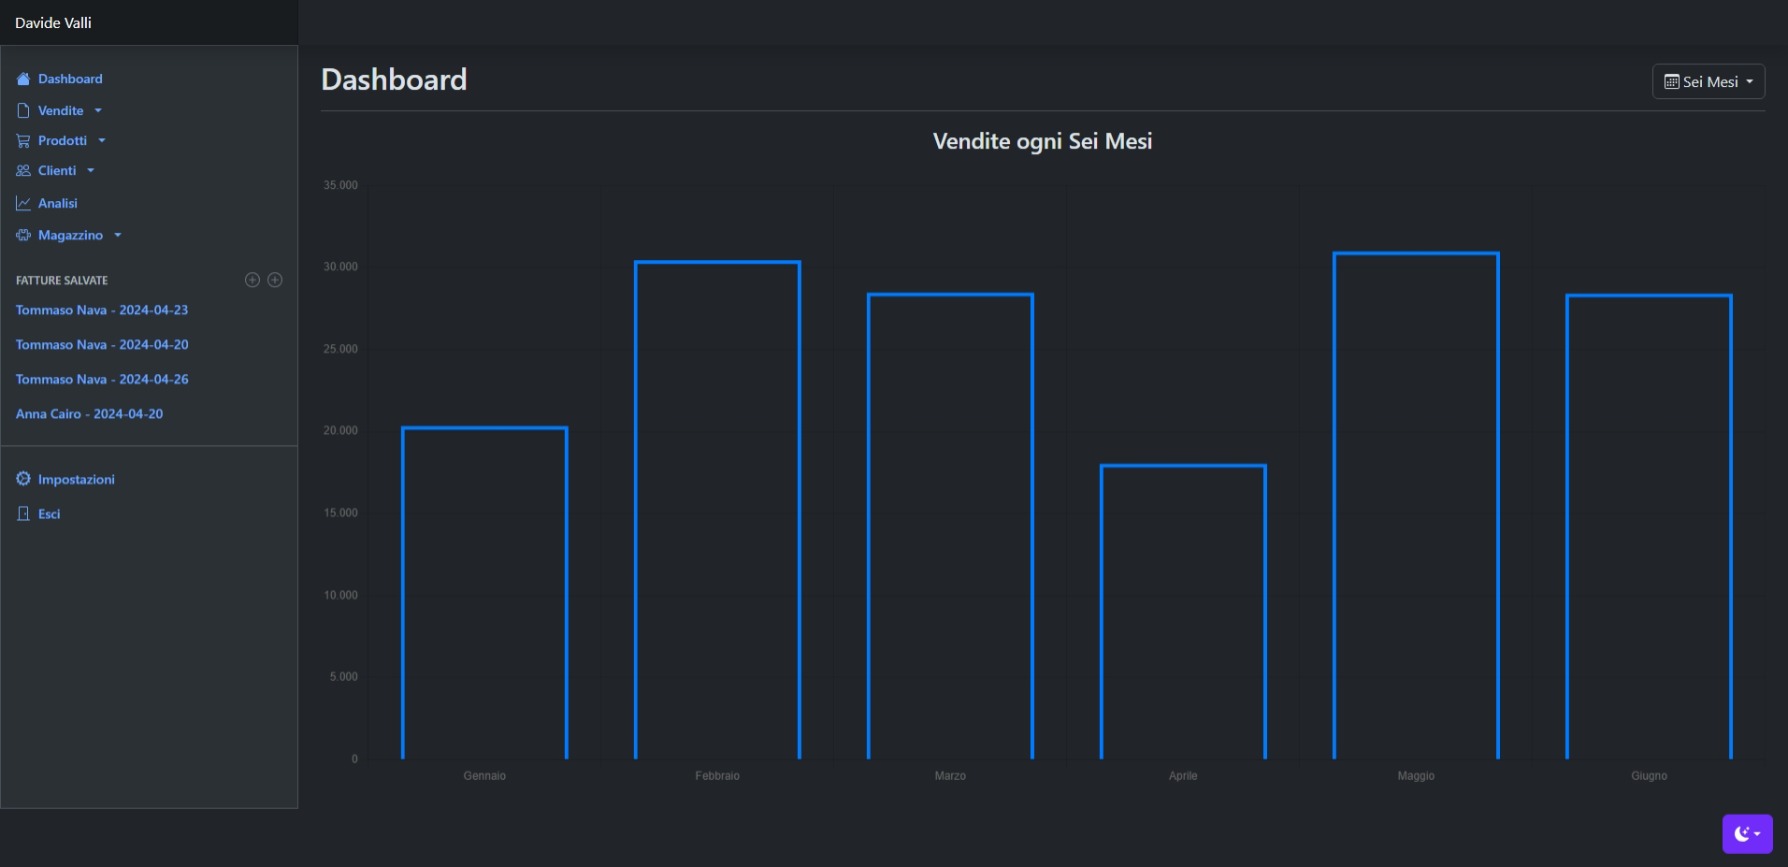 Davide Valli
Dashboard
Vendite
Prodotti
Clienti
Analisi
Magazzino
FATTURE SALVATE
Tommaso Nava - 2024-04-23
Tommaso Nava - 2024-04-20
Tommaso Nava - 2024-04-26
Anna Cairo - 2024-04-20
Impostazioni
Esci
Dashboard
Sei Mesi
Vendite ogni Sei Mesi
35.000
30.000
25.000
20.000
15.000
10.000
5.000
0
Gennaio Febbraio Marzo Aprile Maggio Giugno